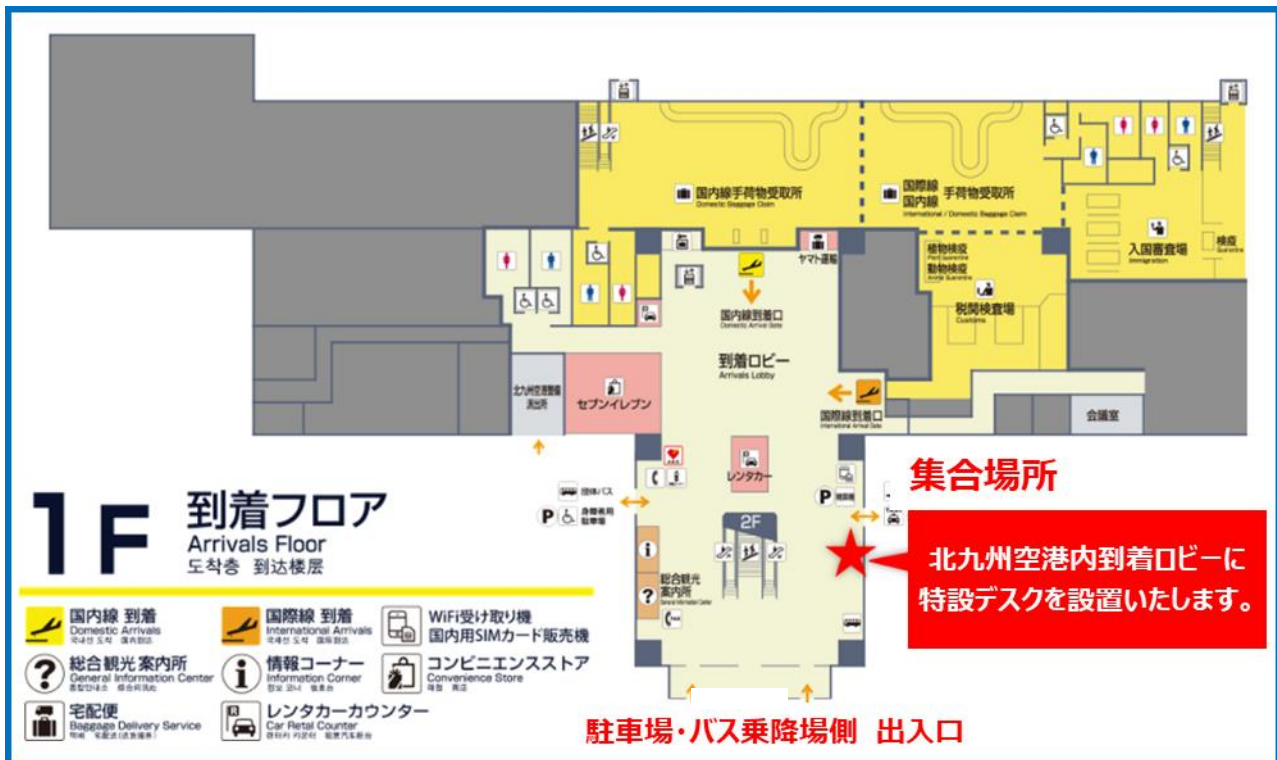 国内線手荷物受取所
Domestic Baggage Claim
国際線
国内線
手荷物受取所
International / Domestic Baggage Claim
植物検疫
Plant Quarantine
動物検疫
Animal Quarantine
入国審査場
Immigration
検疫
Quarantine
税関検査場
Customs
ヤマト運輸
国内線到着口
Domestic Arrival Gate
到着ロビー
Arrivals Lobby
国際線到着口
International Arrival Gate
セブンイレブン
会議室
レンタカー
団体バス
P
身障者用
駐車場
P
2F
総合観光
案内所
General Information Center
集合場所
北九州空港内到着ロビーに
特設デスクを設置いたします。
駐車場・バス乗降場側 出入口
1F
到着フロア
Arrivals Floor
도착층 到达楼层
国内線 到着
Domestic Arrivals
国際線 到着
International Arrivals
WiFi受け取り機
国内用SIMカード販売機
総合観光案内所
General Information Center
情報コーナー
Information Corner
コンビニエンスストア
Convenience Store
宅配便
Baggage Delivery Service
レンタカーカウンター
Car Retal Counter